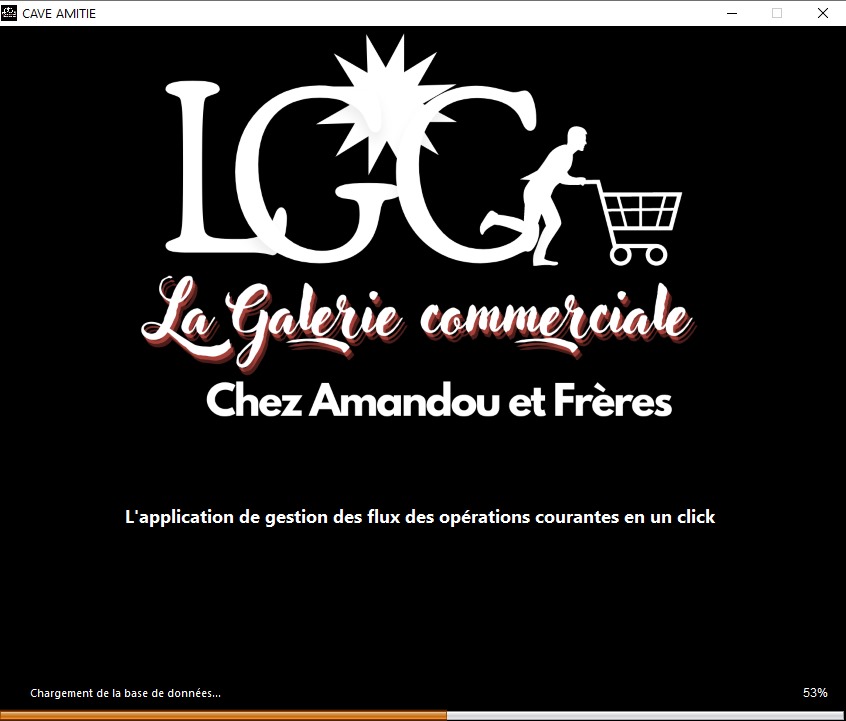 CAVE AMITIE
LGC
La Galerie commerciale
Chez Amandou et Frères
L'application de gestion des flux des opérations courantes en un click
Chargement de la base de données...
53%